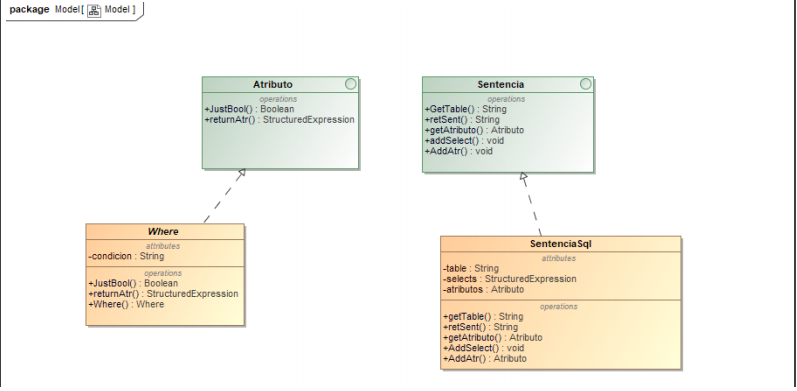 package Model[ Model ]
Atributo
operations
+JustBool() : Boolean
+returnAtr() : StructuredExpression
Sentencia
operations
+GetTable() : String
+retSent() : String
+getAtributo() : Atributo
+addSelect() : void
+AddAtr() : void
Where
attributes
-condicion : String
operations
+JustBool() : Boolean
+returnAtr() : StructuredExpression
+Where() : Where
SentenciaSql
attributes
-table : String
-selects : StructuredExpression
-atributos : Atributo
operations
+getTable() : String
+retSent() : String
+getAtributo() : Atributo
+AddSelect() : void
+AddAtr() : Atributo